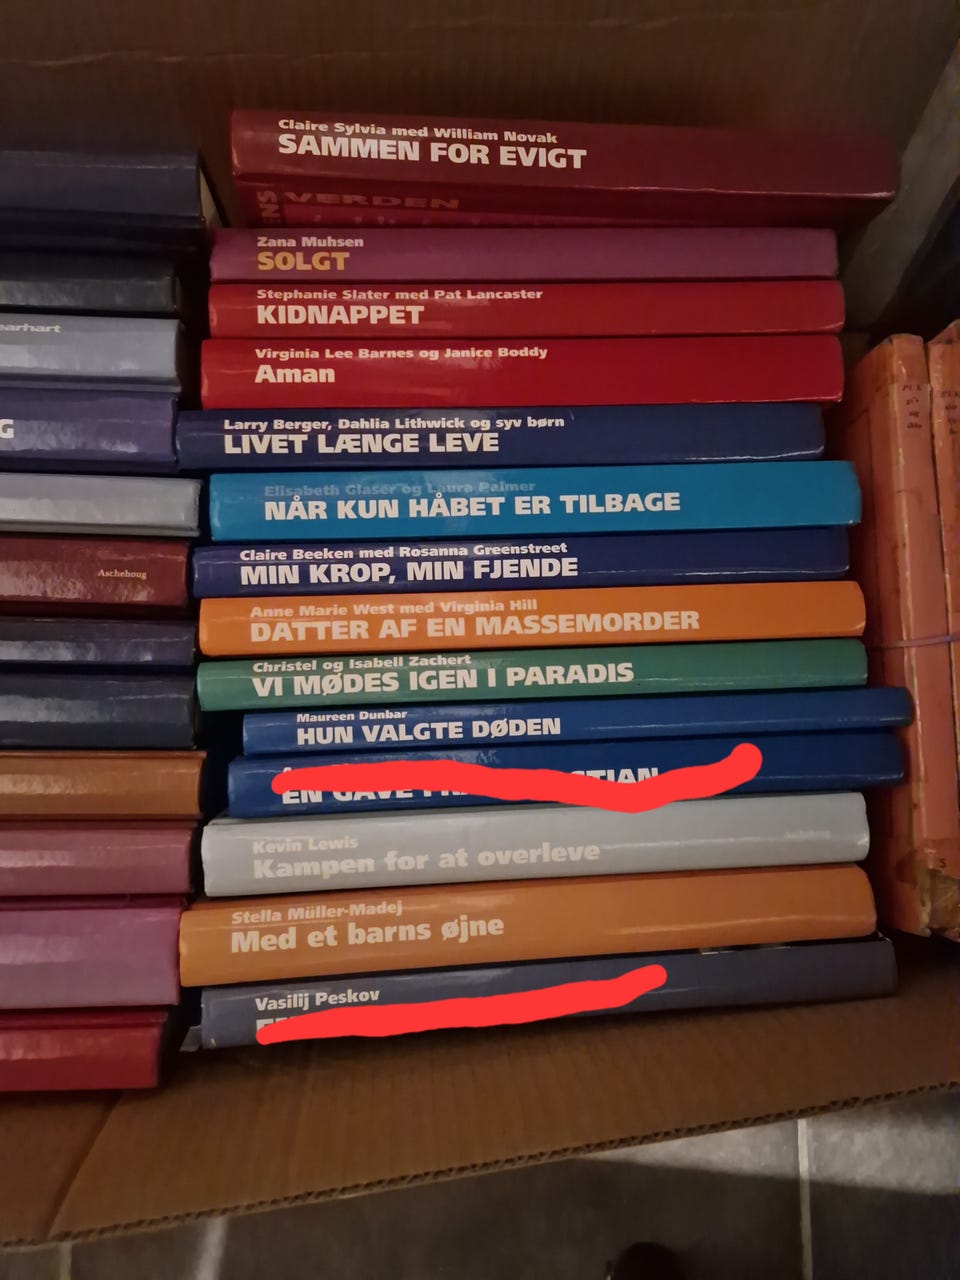 Claire Sylvia med William Novak
SAMMEN FOR EVIGT
VERDEN
Zana Muhsen
SOLGT
Stephanie Slater med Pat Lancaster
KIDNAPPET
Virginia Lee Barnes og Janice Boddy
Aman
Larry Berger, Dahlia Lithwick og syv børn
LIVET LÆNGE LEVE
Elisabeth Glaser og Laura Palmer
NÅR KUN HÅBET ER TILBAGE
Claire Beeken med Rosanna Greenstreet
MIN KROP, MIN FJENDE
Anne Marie West med Virginia Hill
DATTER AF EN MASSEMORDER
Christel og Isabell Zachert
VI MØDES IGEN I PARADIS
Maureen Dunbar
HUN VALGTE DØDEN
EN GAVE
Kevin Lewis
Kampen for at overleve
Aschehoug
Stella Müller-Madej
Med et barns øjne
Vasilij Peskov
earhart
G
Aschehoug